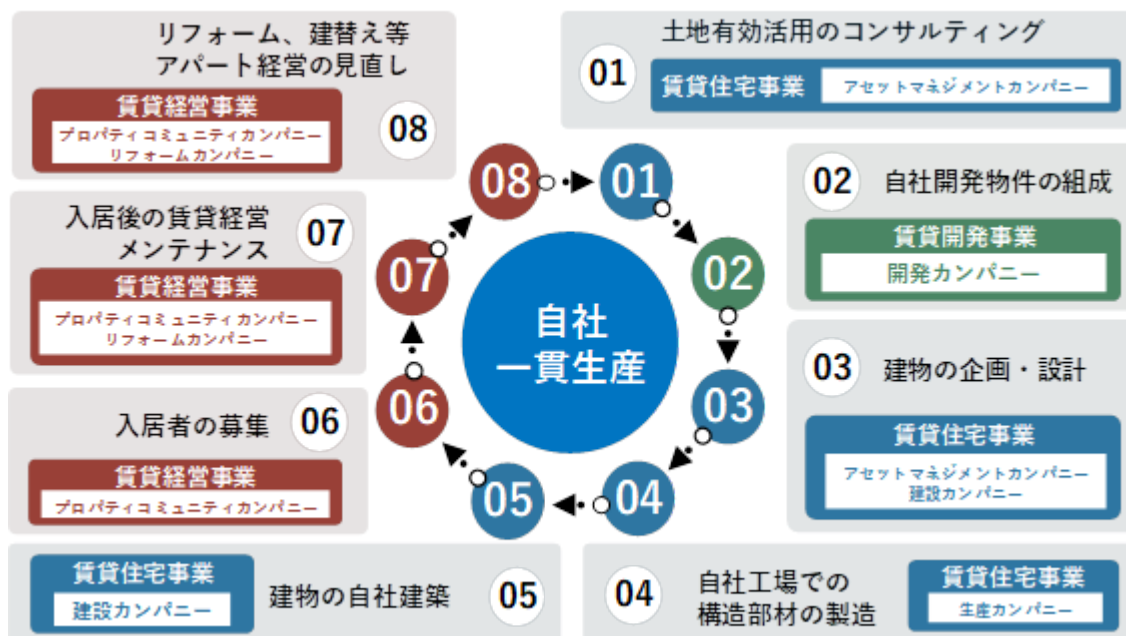 リフォーム、建替え等
アパート経営の見直し
賃貸経営事業
プロパティコミュニティカンパニー
リフォームカンパニー
08
土地有効活用のコンサルティング
01
賃貸住宅事業
アセットマネジメントカンパニー
02
自社開発物件の組成
賃貸開発事業
開発カンパニー
03
建物の企画・設計
賃貸住宅事業
アセットマネジメントカンパニー
建設カンパニー
04
自社工場での
構造部材の製造
賃貸住宅事業
生産カンパニー
賃貸住宅事業
建設カンパニー
建物の自社建築
05
入居者の募集
06
賃貸経営事業
プロパティコミュニティカンパニー
入居後の賃貸経営
メンテナンス
07
賃貸経営事業
プロパティコミュニティカンパニー
リフォームカンパニー
自社
一貫生産
01
02
03
04
05
06
07
08